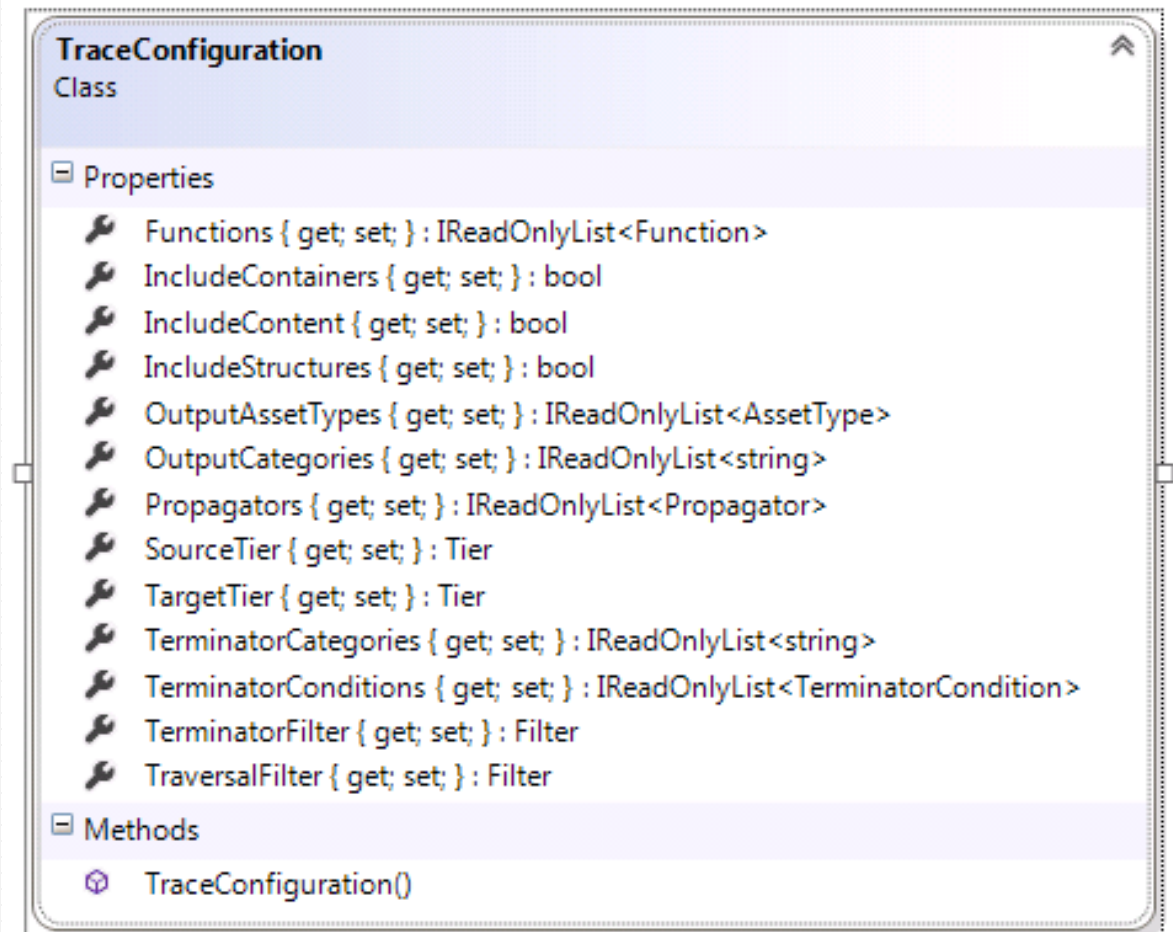 TraceConfiguration
Class
Properties
Functions { get; set; } : IReadOnlyList<Function>
IncludeContainers { get; set; } : bool
IncludeContent { get; set; } : bool
IncludeStructures { get; set; } : bool
OutputAssetTypes { get; set; } : IReadOnlyList<AssetType>
OutputCategories { get; set; } : IReadOnlyList<string>
Propagators { get; set; } : IReadOnlyList<Propagator>
SourceTier { get; set; } : Tier
TargetTier { get; set; } : Tier
TerminatorCategories { get; set; } : IReadOnlyList<string>
TerminatorConditions { get; set; } : IReadOnlyList<TerminatorCondition>
TerminatorFilter { get; set; } : Filter
TraversalFilter { get; set; } : Filter
Methods
TraceConfiguration()